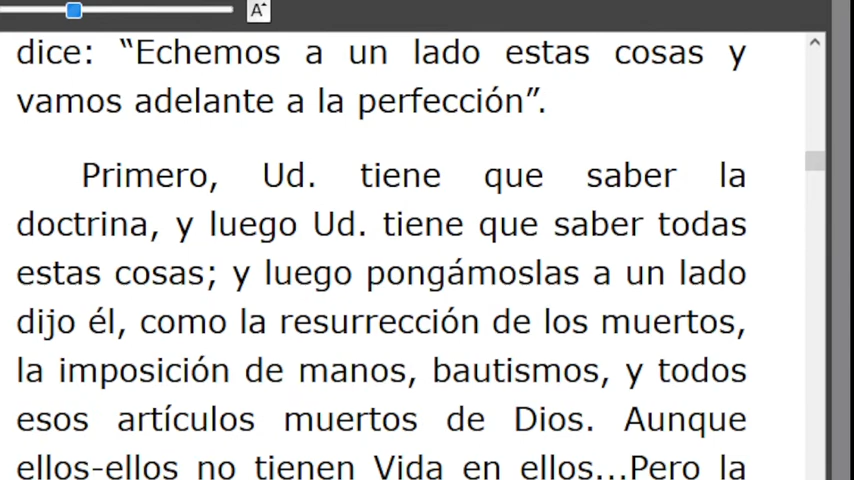 A
dice: “Echemos a un lado estas cosas y
vamos adelante a la perfección”.
Primero, Ud. tiene que saber la
doctrina, y luego Ud. tiene que saber todas
estas cosas; y luego pongámoslas a un lado
dijo él, como la resurrección de los muertos,
la imposición de manos, bautismos, y todos
esos artículos muertos de Dios. Aunque
ellos-ellos no tienen Vida en ellos...Pero la